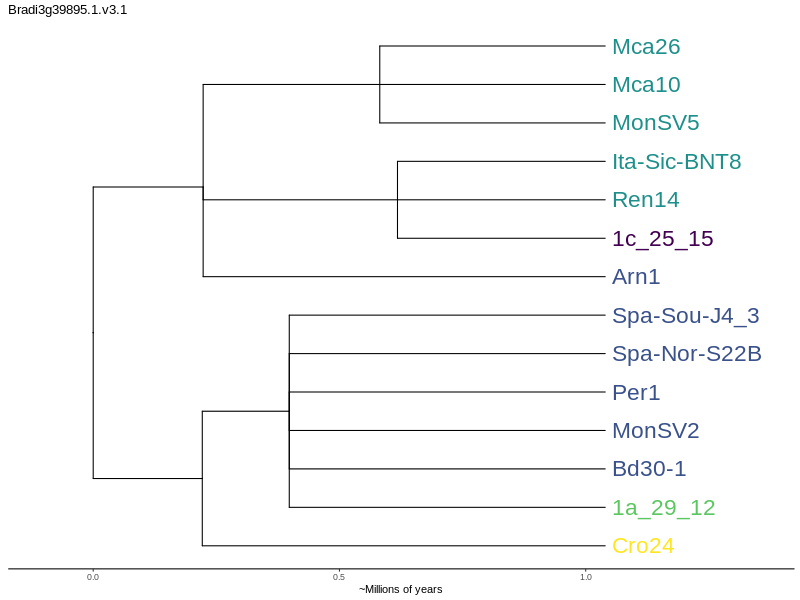 Bradi3g39895.1.v3.1
Mca26
Mca10
MonSV5
Ita-Sic-BNT8
Ren14
1c_25_15
Arn1
Spa-Sou-J4_3
Spa-Nor-S22B
Per1
MonSV2
Bd30-1
1a_29_12
Cro24
0.0 0.5 1.0
~Millions of years